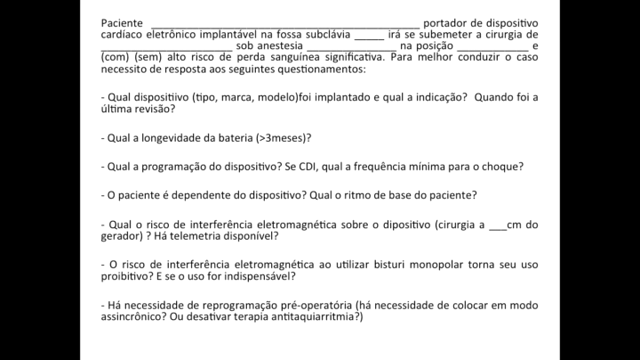 Paciente ________________________________________________ portador de dispositivo
cardíaco eletrônico implantável na fossa subclávia _____ irá se submeter a cirurgia de
_______________________ sob anestesia ________________ na posição _____________ e
(com) (sem) alto risco de perda sanguínea significativa. Para melhor conduzir o caso
necessito de resposta aos seguintes questionamentos:
- Qual dispositiivo (tipo, marca, modelo)foi implantado e qual a indicação? Quando foi a
última revisão?
- Qual a longevidade da bateria (>3meses)?
- Qual a programação do dispositivo? Se CDI, qual a frequência mínima para o choque?
- O paciente é dependente do dispositivo? Qual o ritmo de base do paciente?
- Qual o risco de interferência eletromagnética sobre o dipositivo (cirurgia a ___cm do
gerador) ? Há telemetria disponível?
- O risco de interferência eletromagnética ao utilizar bisturi monopolar torna seu uso
proibitivo? E se o uso for indispensável?
- Há necessidade de reprogramação pré-operatória (há necessidade de colocar em modo
assincrônico? Ou desativar terapia antitaquiarritmia?)